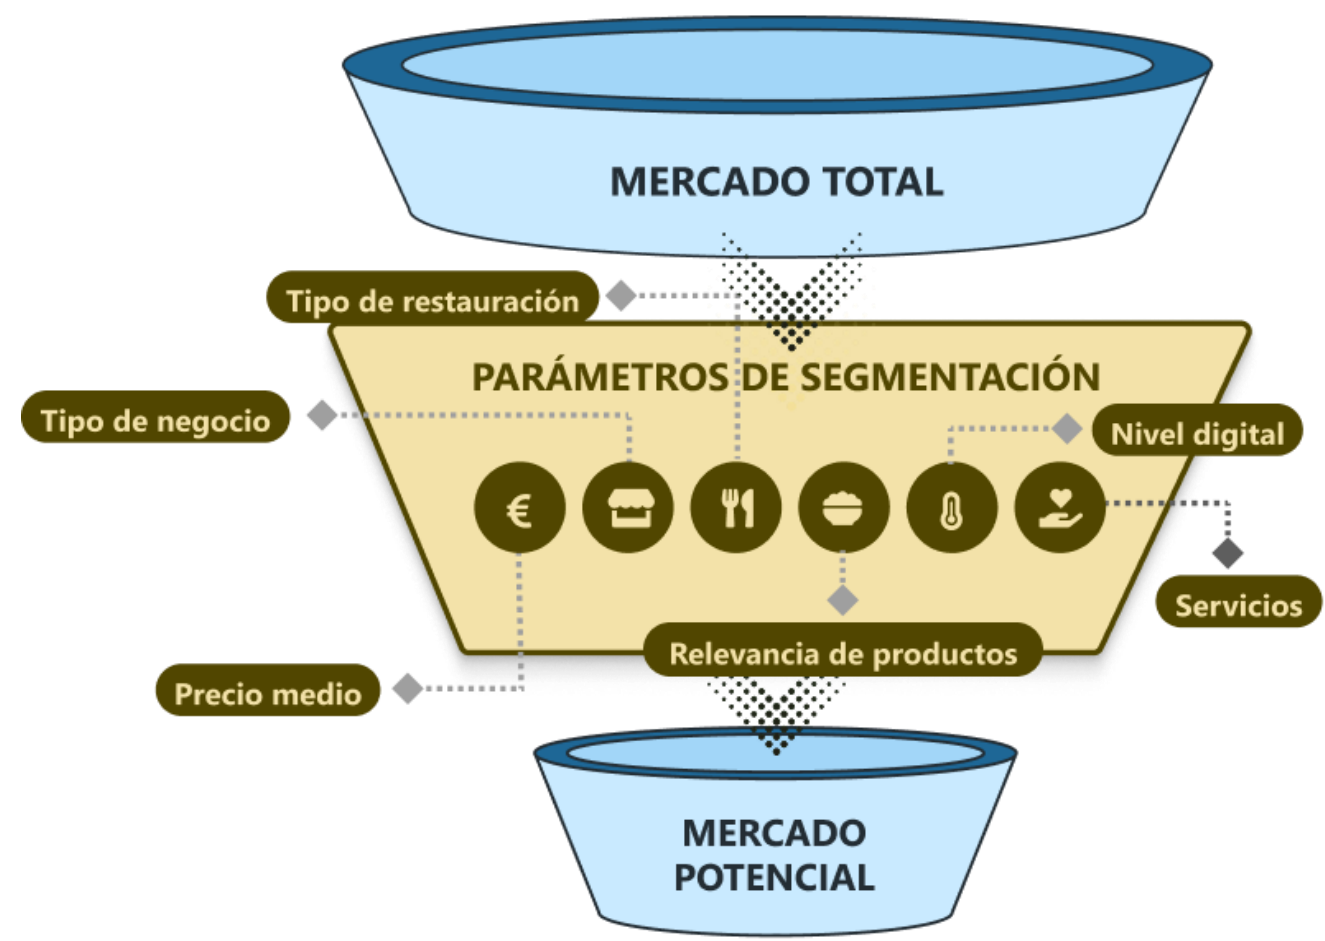 MERCADO TOTAL
Tipo de restauración
PARÁMETROS DE SEGMENTACIÓN
Tipo de negocio
Nivel digital
€
Servicios
Relevancia de productos
Precio medio
MERCADO
POTENCIAL